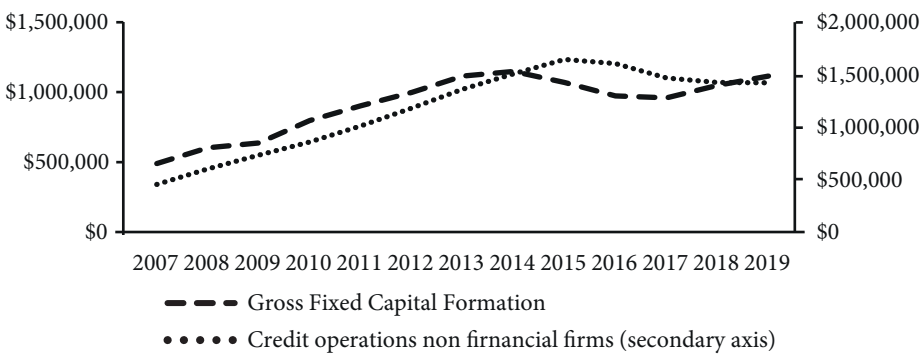 $1,500,000 $2,000,000
$1,000,000 $1,500,000
$500,000 $1,000,000
$0 $500,000
$0
2007 2008 2009 2010 2011 2012 2013 2014 2015 2016 2017 2018 2019
Gross Fixed Capital Formation
Credit operations non firnancial firms (secondary axis)